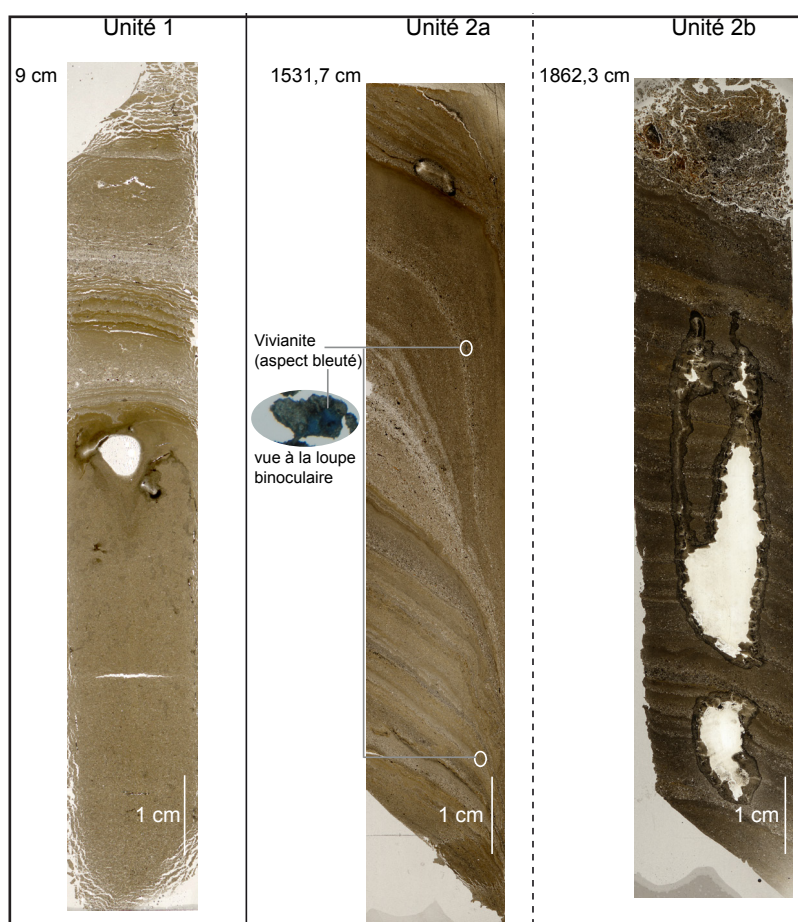 Unité 1
Unité 2a
Unité 2b
9 cm
1531,7 cm
1862,3 cm
Vivianite
(aspect bleuté)
vue à la loupe
binoculaire
1 cm
1 cm
1 cm